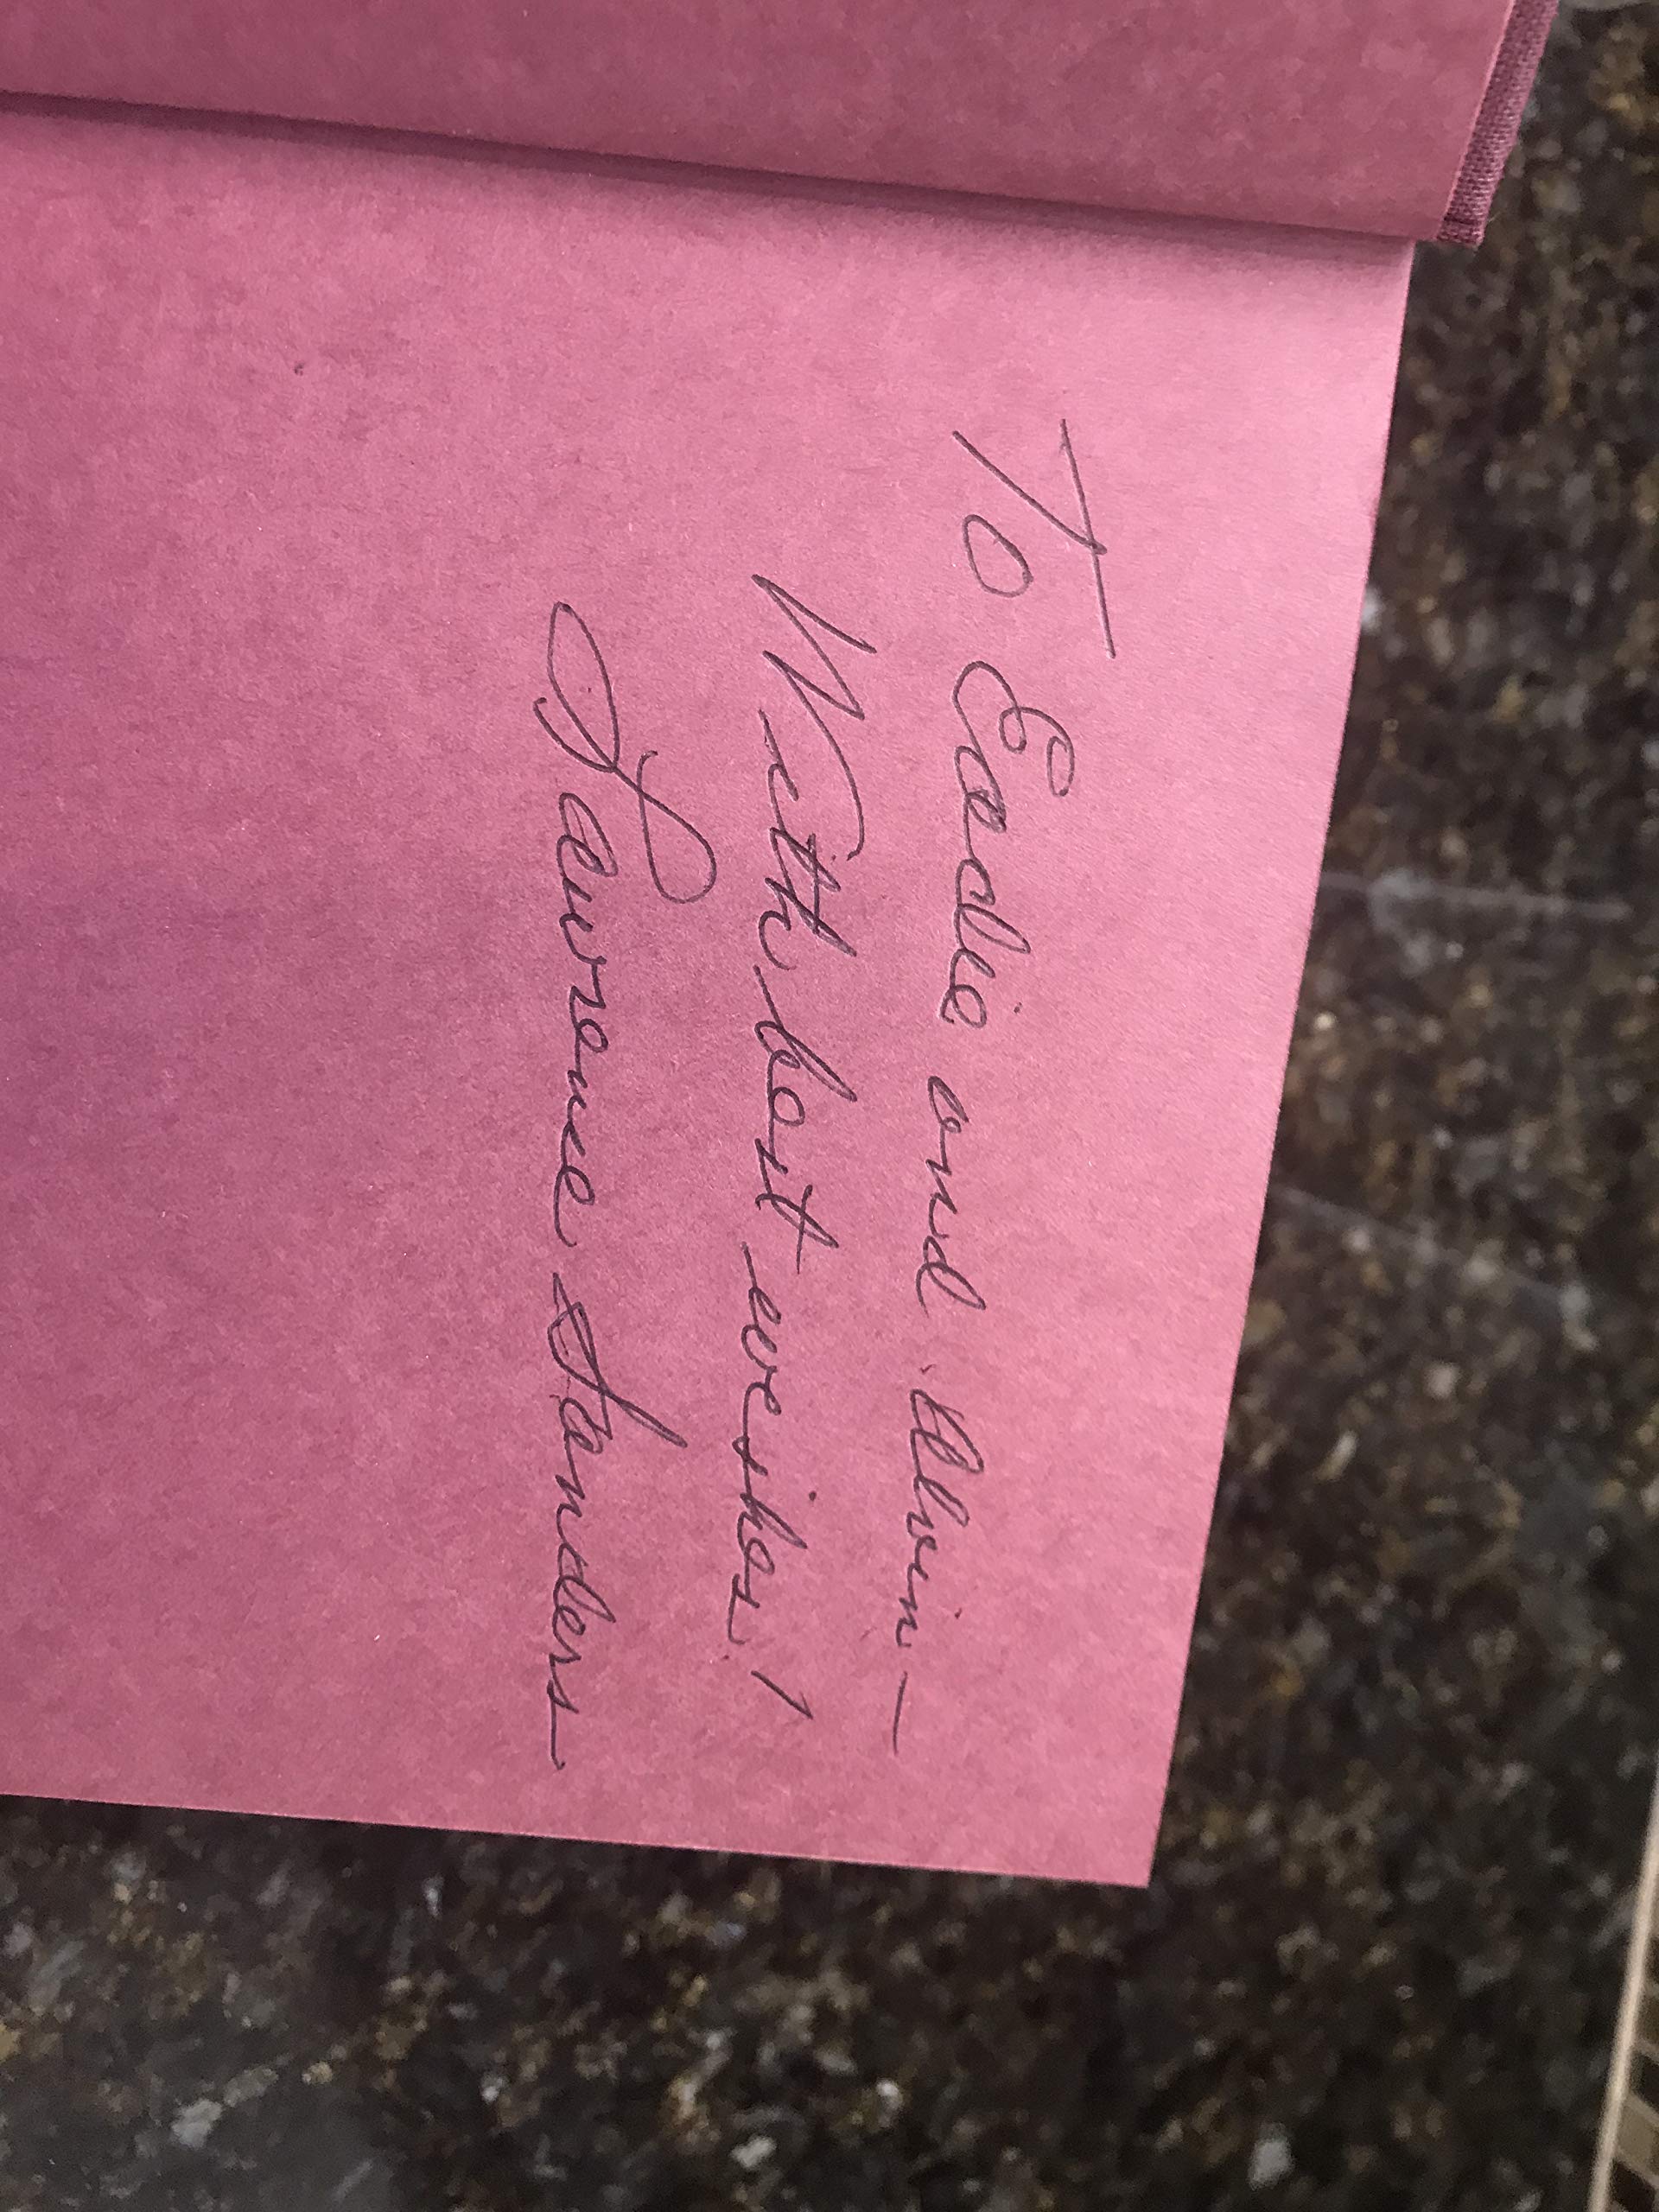 To Eadie and Alvin —
With best wishes!
Lawrence Sanders